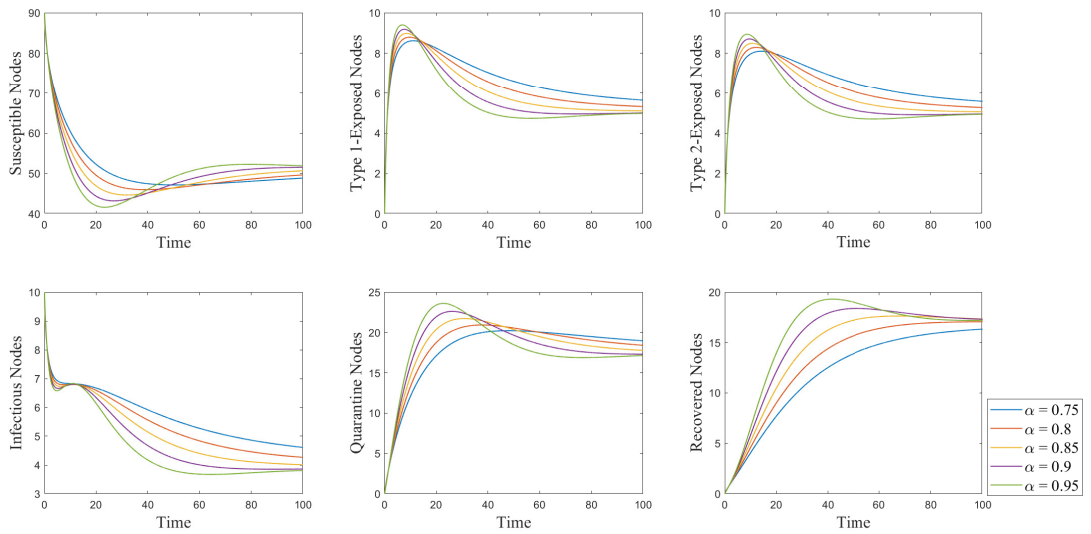 90
80
70
60
50
40
0 20 40 60 80 100
Susceptible Nodes
Time
10
8
6
4
2
0
0 20 40 60 80 100
Type 1-Exposed Nodes
Time
10
8
6
4
2
0
0 20 40 60 80 100
Type 2-Exposed Nodes
Time
10
9
8
7
6
5
4
3
0 20 40 60 80 100
Infectious Nodes
Time
25
20
15
10
5
0
0 20 40 60 80 100
Quarantine Nodes
Time
20
15
10
5
0
0 20 40 60 80 100
Recovered Nodes
Time
α = 0.75
α = 0.8
α = 0.85
α = 0.9
α = 0.95